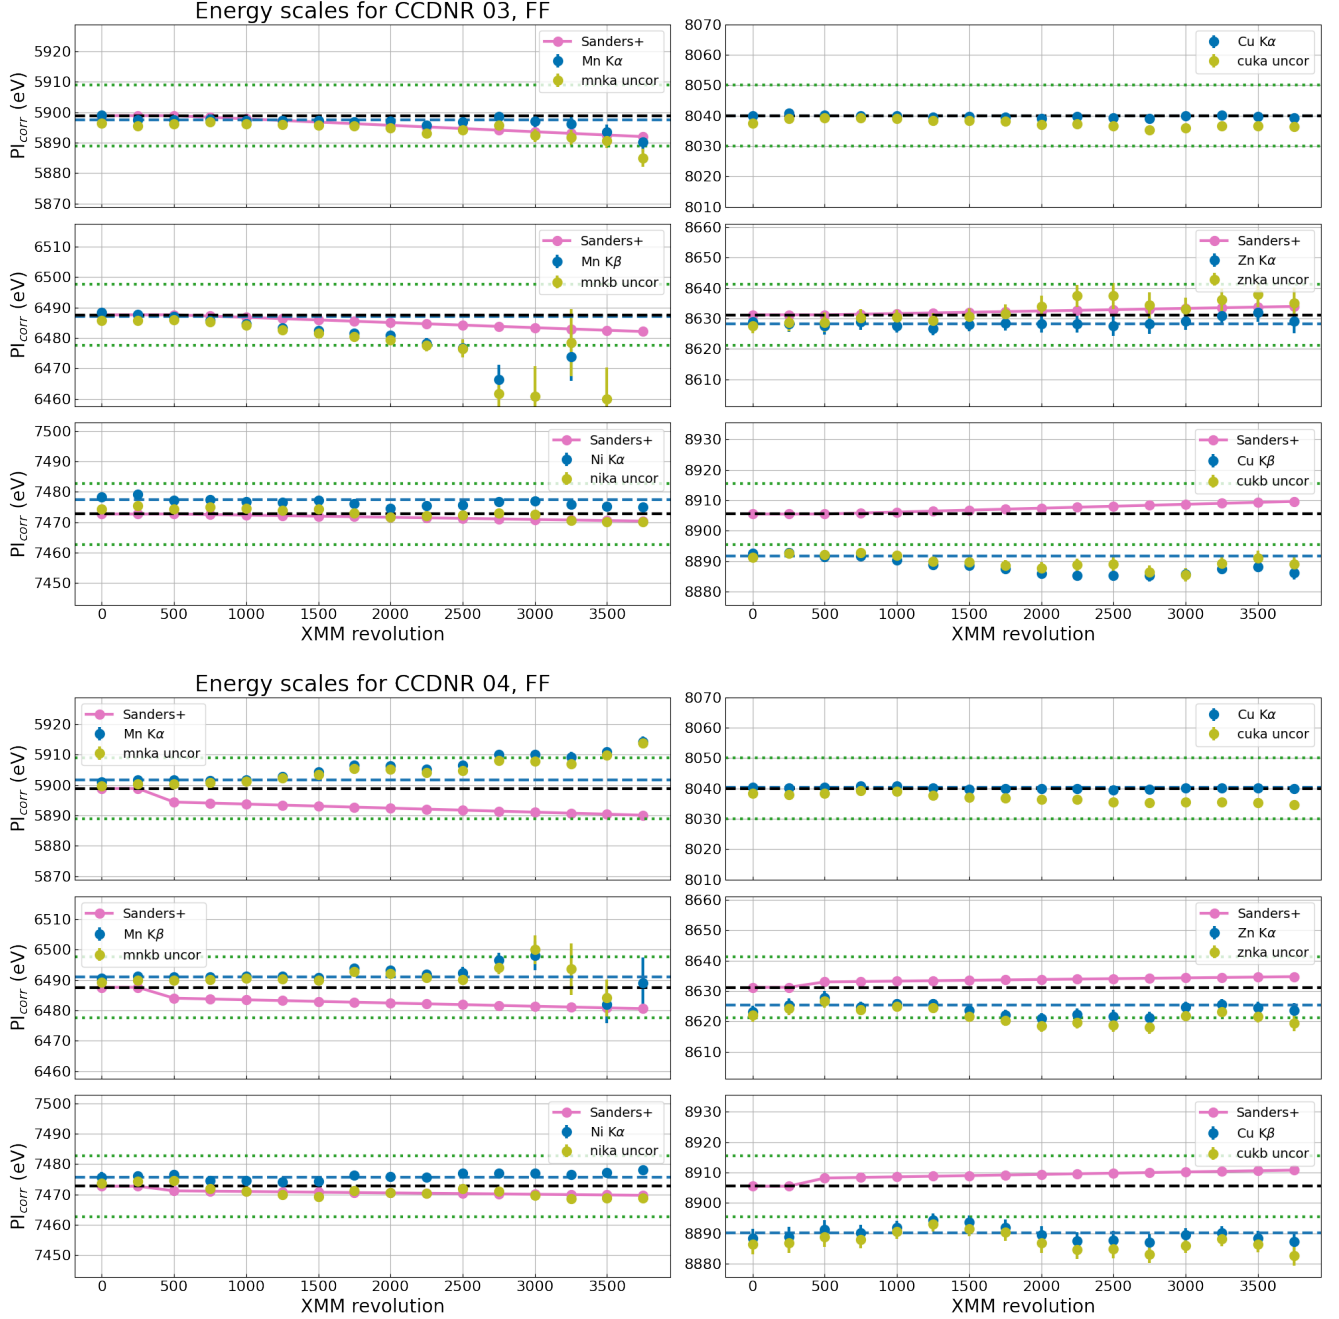 Energy scales for CCDNR 03, FF
PI_corr (eV)
5920
5910
5900
5890
5880
5870
Sanders+
Mn Kα
mnka uncor
8070
8060
8050
8040
8030
8020
8010
Cu Kα
cuka uncor
PI_corr (eV)
6510
6500
6490
6480
6470
6460
Sanders+
Mn Kβ
mnkb uncor
8660
8650
8640
8630
8620
8610
Sanders+
Zn Kα
znka uncor
PI_corr (eV)
7500
7490
7480
7470
7460
7450
Sanders+
Ni Kα
nika uncor
0 500 1000 1500 2000 2500 3000 3500
XMM revolution
8930
8920
8910
8900
8890
8880
Sanders+
Cu Kβ
cukb uncor
0 500 1000 1500 2000 2500 3000 3500
XMM revolution
Energy scales for CCDNR 04, FF
PI_corr (eV)
5920
5910
5900
5890
5880
5870
Sanders+
Mn Kα
mnka uncor
8070
8060
8050
8040
8030
8020
8010
Cu Kα
cuka uncor
PI_corr (eV)
6510
6500
6490
6480
6470
6460
Sanders+
Mn Kβ
mnkb uncor
8660
8650
8640
8630
8620
8610
Sanders+
Zn Kα
znka uncor
PI_corr (eV)
7500
7490
7480
7470
7460
7450
Sanders+
Ni Kα
nika uncor
0 500 1000 1500 2000 2500 3000 3500
XMM revolution
8930
8920
8910
8900
8890
8880
Sanders+
Cu Kβ
cukb uncor
0 500 1000 1500 2000 2500 3000 3500
XMM revolution